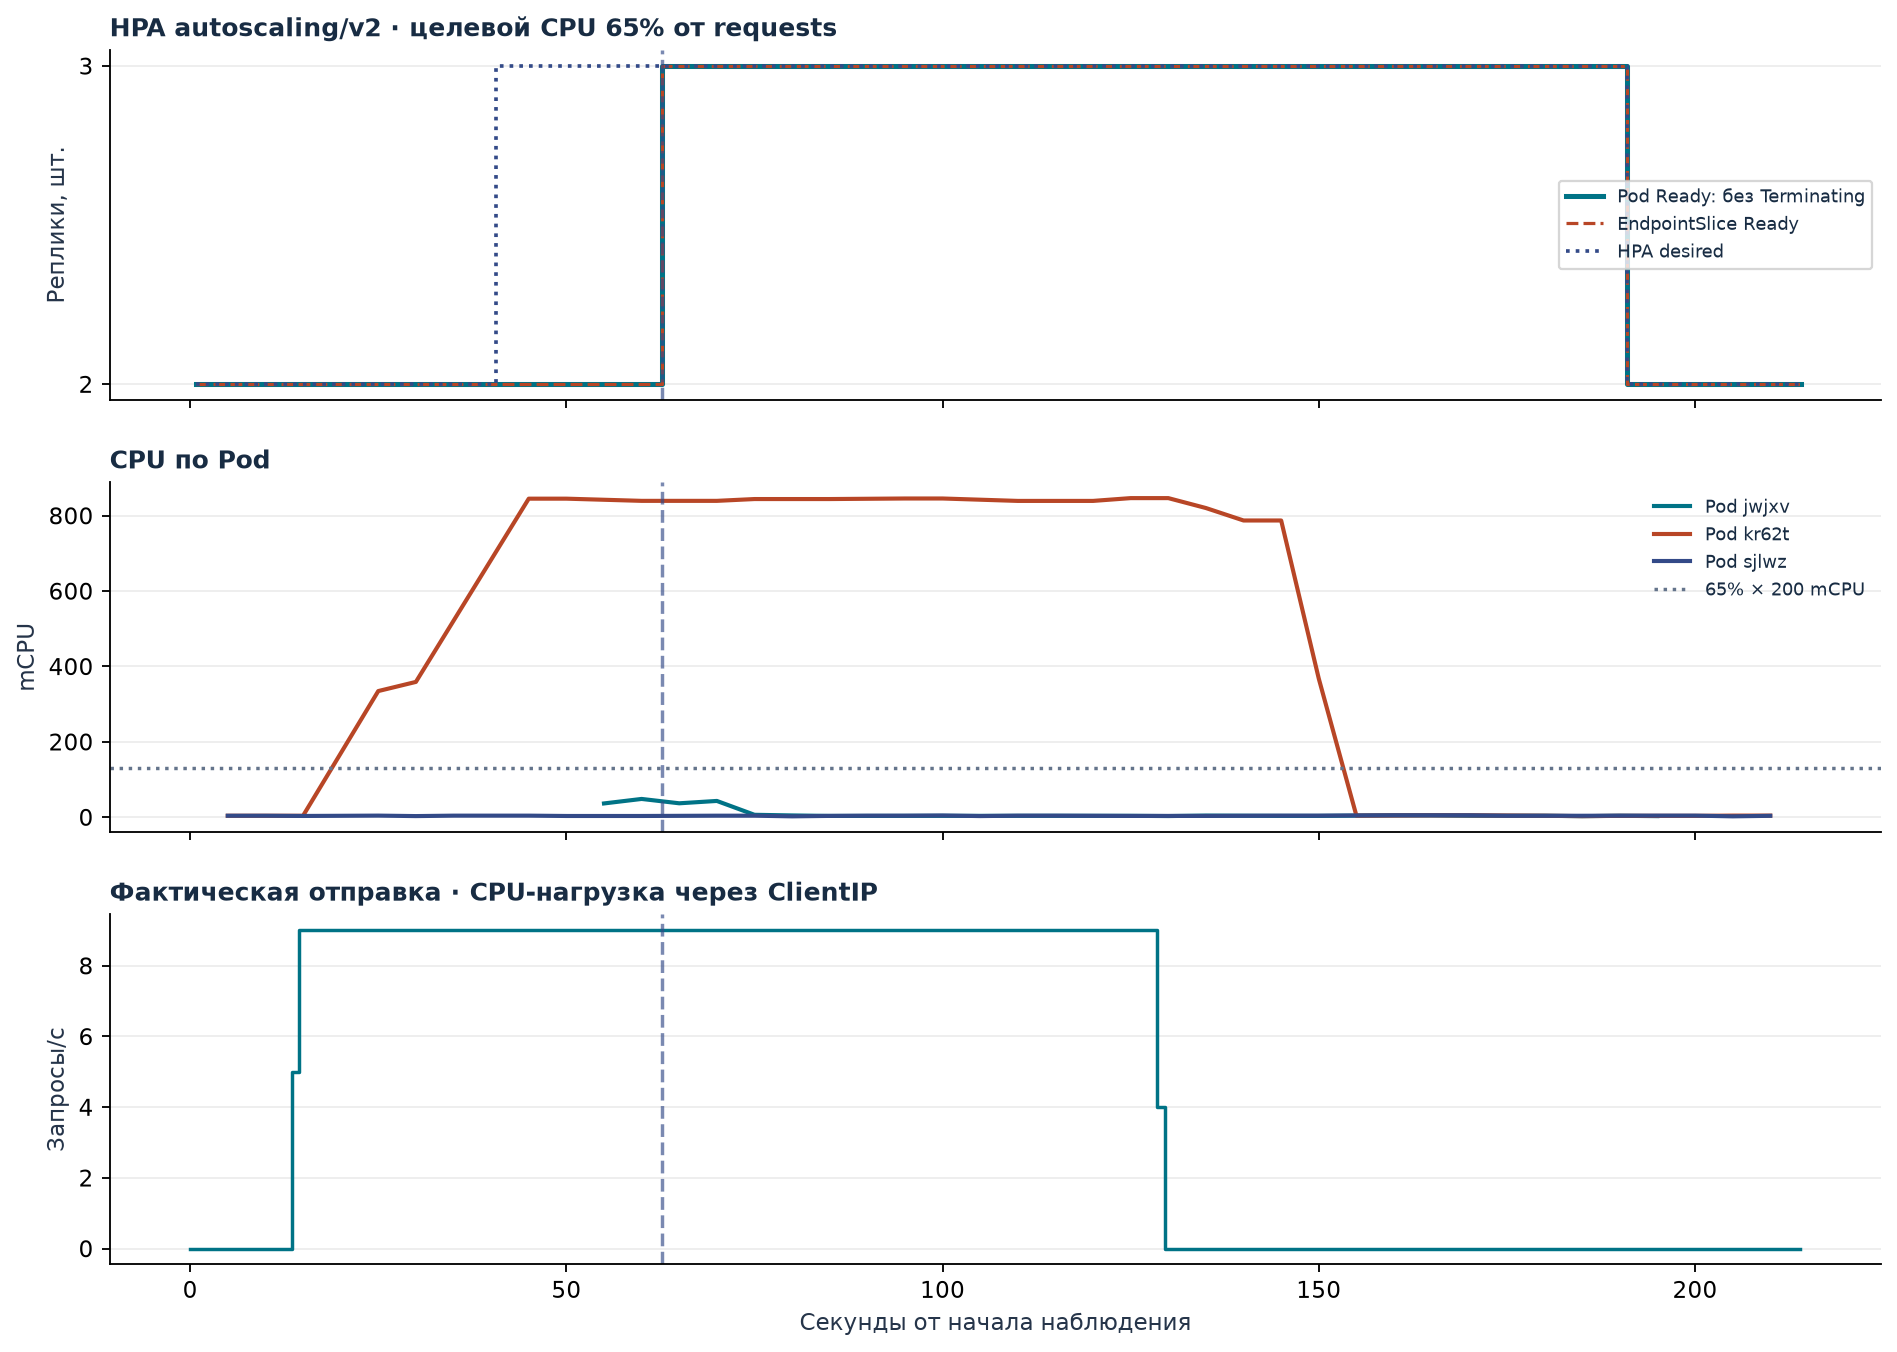 HPA autoscaling/v2 · целевой CPU 65% от requests
3
2
Реплики, шт.
Pod Ready: без Terminating
EndpointSlice Ready
HPA desired
CPU по Pod
800
600
400
200
0
mCPU
Pod jwjxv
Pod kr62t
Pod sjlwz
65% × 200 mCPU
Фактическая отправка · CPU-нагрузка через ClientIP
8
6
4
2
0
Запросы/с
0 50 100 150 200
Секунды от начала наблюдения